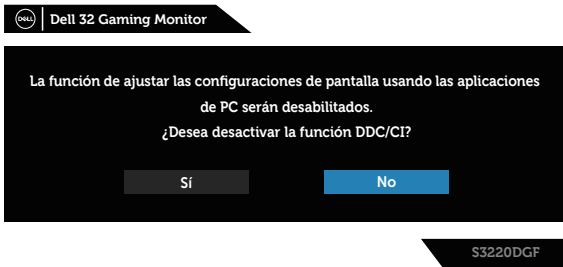 DELL
Dell 32 Gaming Monitor
La función de ajustar las configuraciones de pantalla usando las aplicaciones
de PC serán desabilitados.
¿Desea desactivar la función DDC/CI?
Sí
No
S3220DGF